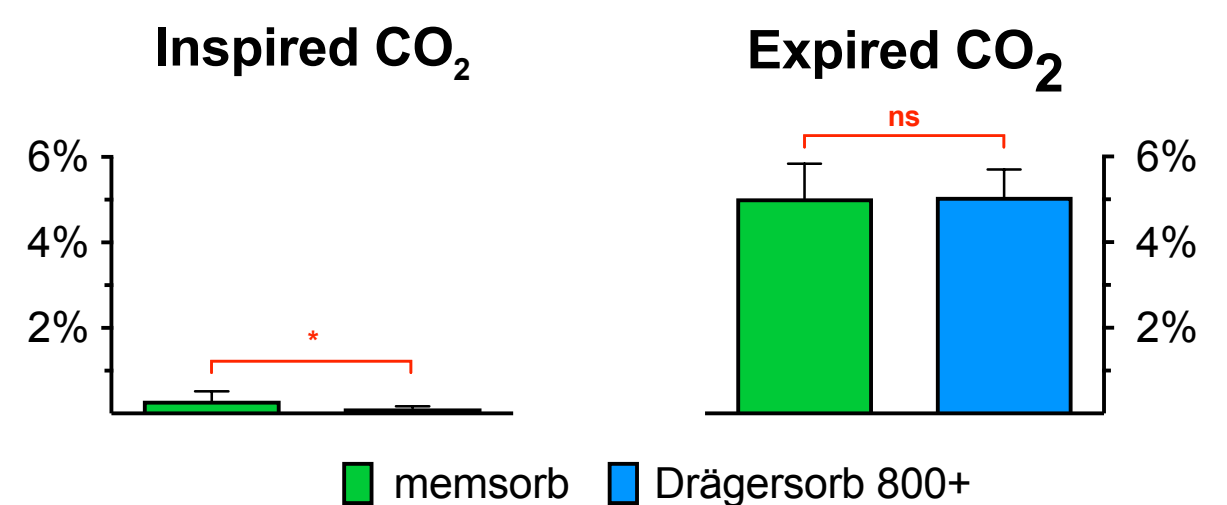 Inspired CO₂
Expired CO₂
ns
6%
4%
2%
*
6%
4%
2%
memsorb
Drägersorb 800+